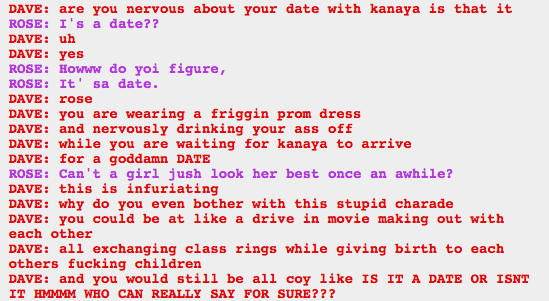 DAVE: are you nervous about your date with kanaya is that it
ROSE: I's a date??
DAVE: uh
DAVE: yes
ROSE: Howww do yoi figure,
ROSE: It' sa date.
DAVE: rose
DAVE: you are wearing a friggin prom dress
DAVE: and nervously drinking your ass off
DAVE: while you are waiting for kanaya to arrive
DAVE: for a goddamn DATE
ROSE: Can't a girl jush look her best once an awhile?
DAVE: this is infuriating
DAVE: why do you even bother with this stupid charade
DAVE: you could be at like a drive in movie making out with
each other
DAVE: all exchanging class rings while giving birth to each
others fucking children
DAVE: and you would still be all coy like IS IT A DATE OR ISNT
IT HMMMM WHO CAN REALLY SAY FOR SURE???